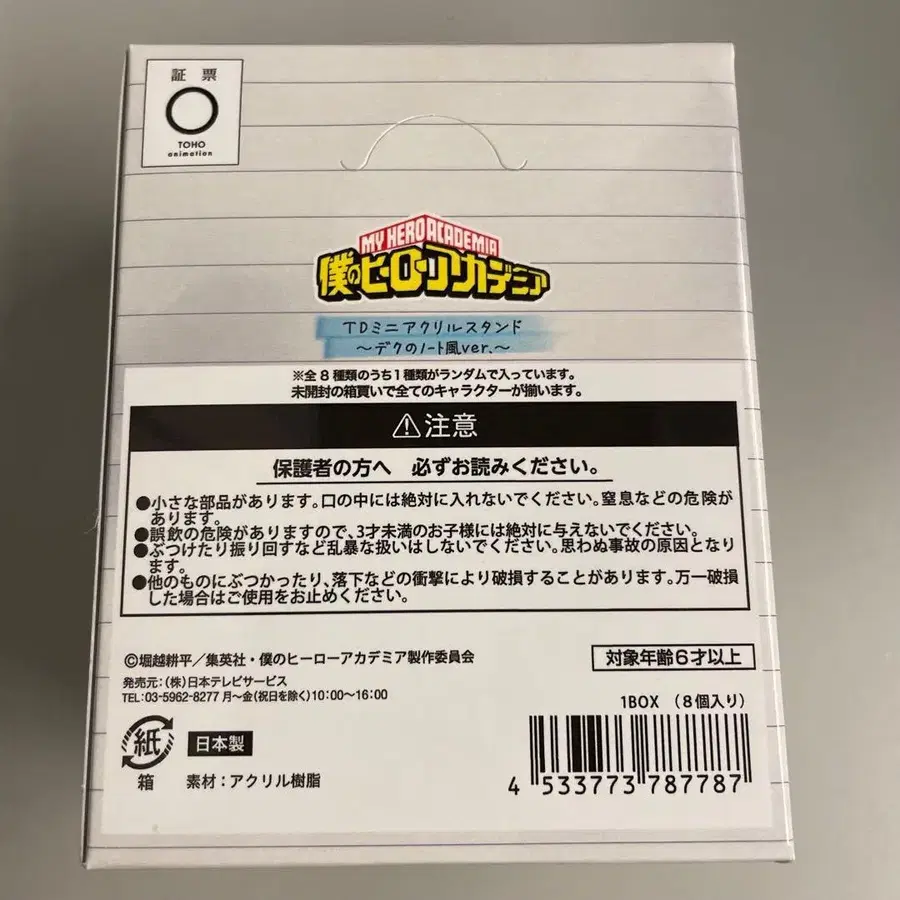 証票
TOHO
animation
MY HERO ACADEMIA
僕のヒーローアカデミア
TDミニアクリルスタンド
～デクのノート風ver.～
※全8種類のうち1種類がランダムで入っています。
未開封の箱買いで全てのキャラクターが揃います。
⚠注意
保護者の方へ 必ずお読みください。
●小さな部品があります。口の中には絶対に入れないでください。窒息などの危険が
あります。
●誤飲の危険がありますので、3才未満のお子様には絶対に与えないでください。
●ぶつけたり振り回すなど乱暴な扱いはしないでください。思わぬ事故の原因となり
ます。
●他のものにぶつかったり、落下などの衝撃により破損することがあります。万一破損
した場合はご使用をお止めください。
©堀越耕平／集英社・僕のヒーローアカデミア製作委員会
対象年齢6才以上
発売元：(株)日本テレビサービス
TEL:03-5962-8277 月～金(祝日を除く)10：00～16：00
1BOX （8個入り）
紙
箱
日本製
素材：アクリル樹脂
4 533773 787787